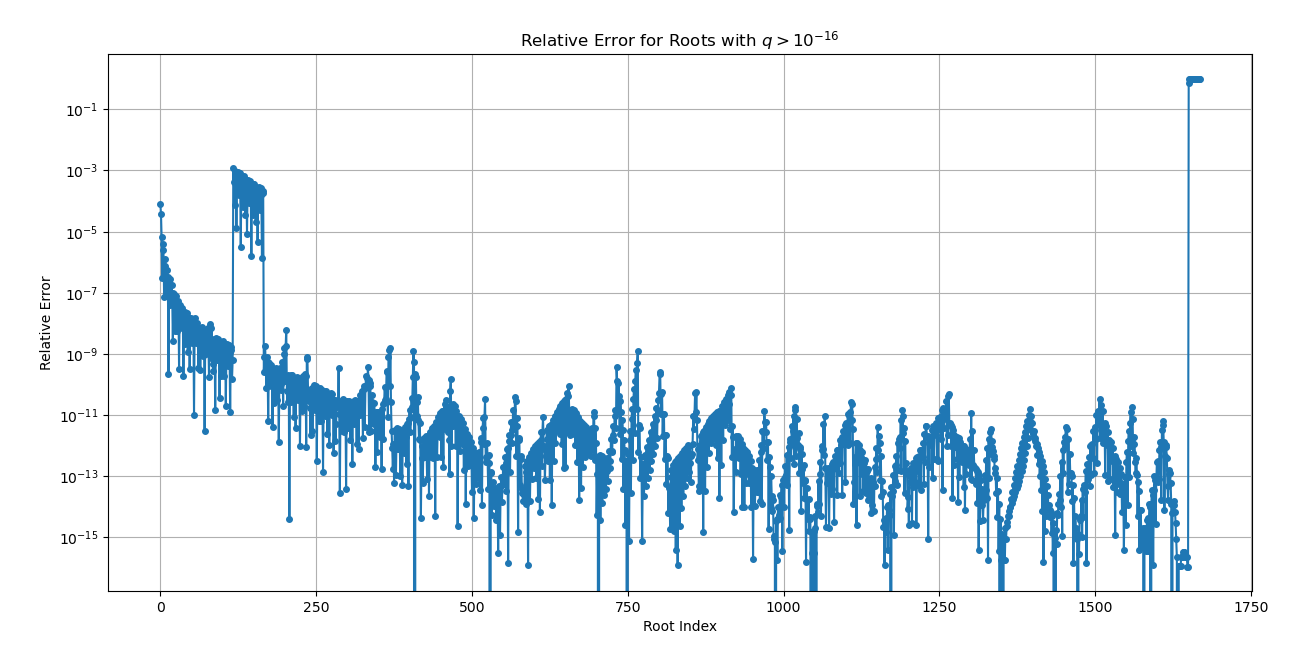 Relative Error for Roots with $q > 10^{-16}$
Relative Error
10^{-1}
10^{-3}
10^{-5}
10^{-7}
10^{-9}
10^{-11}
10^{-13}
10^{-15}
0 250 500 750 1000 1250 1500 1750
Root Index